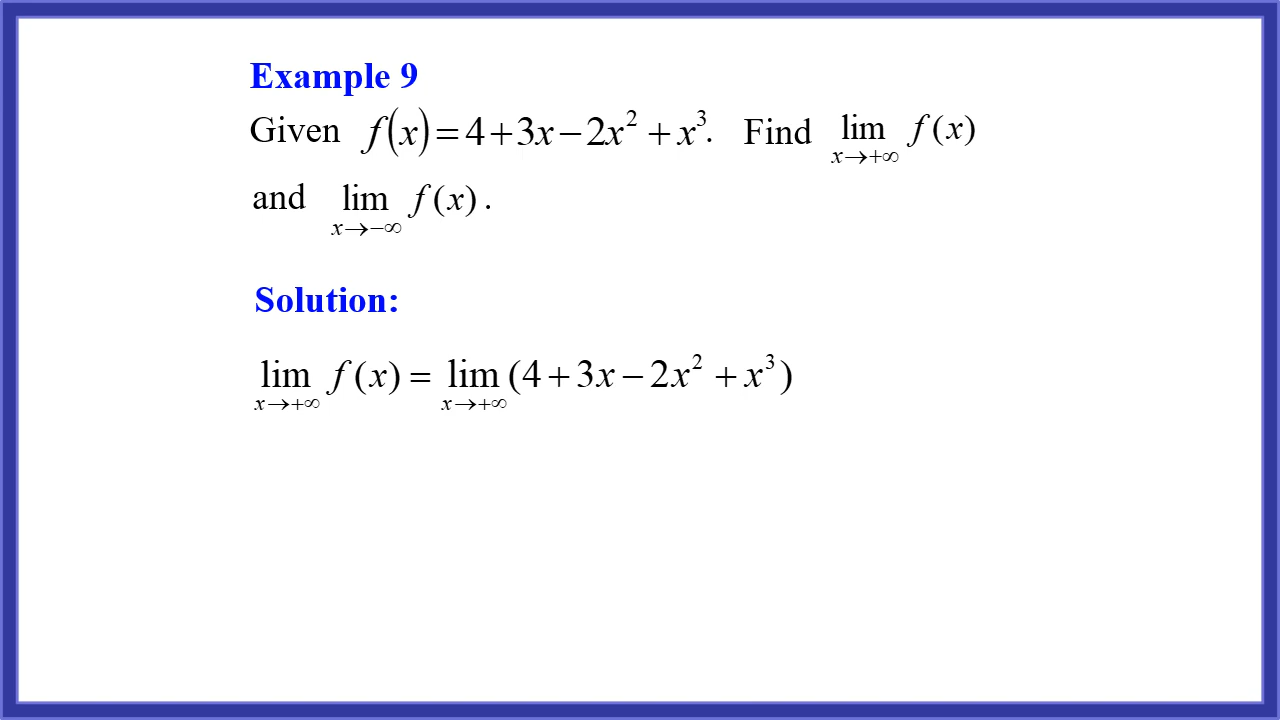 Example 9
Given f(x) = 4 + 3x − 2x² + x³. Find lim x→+∞ f(x)
and lim x→−∞ f(x) .
Solution:
lim x→+∞ f(x) = lim x→+∞ (4 + 3x − 2x² + x³)